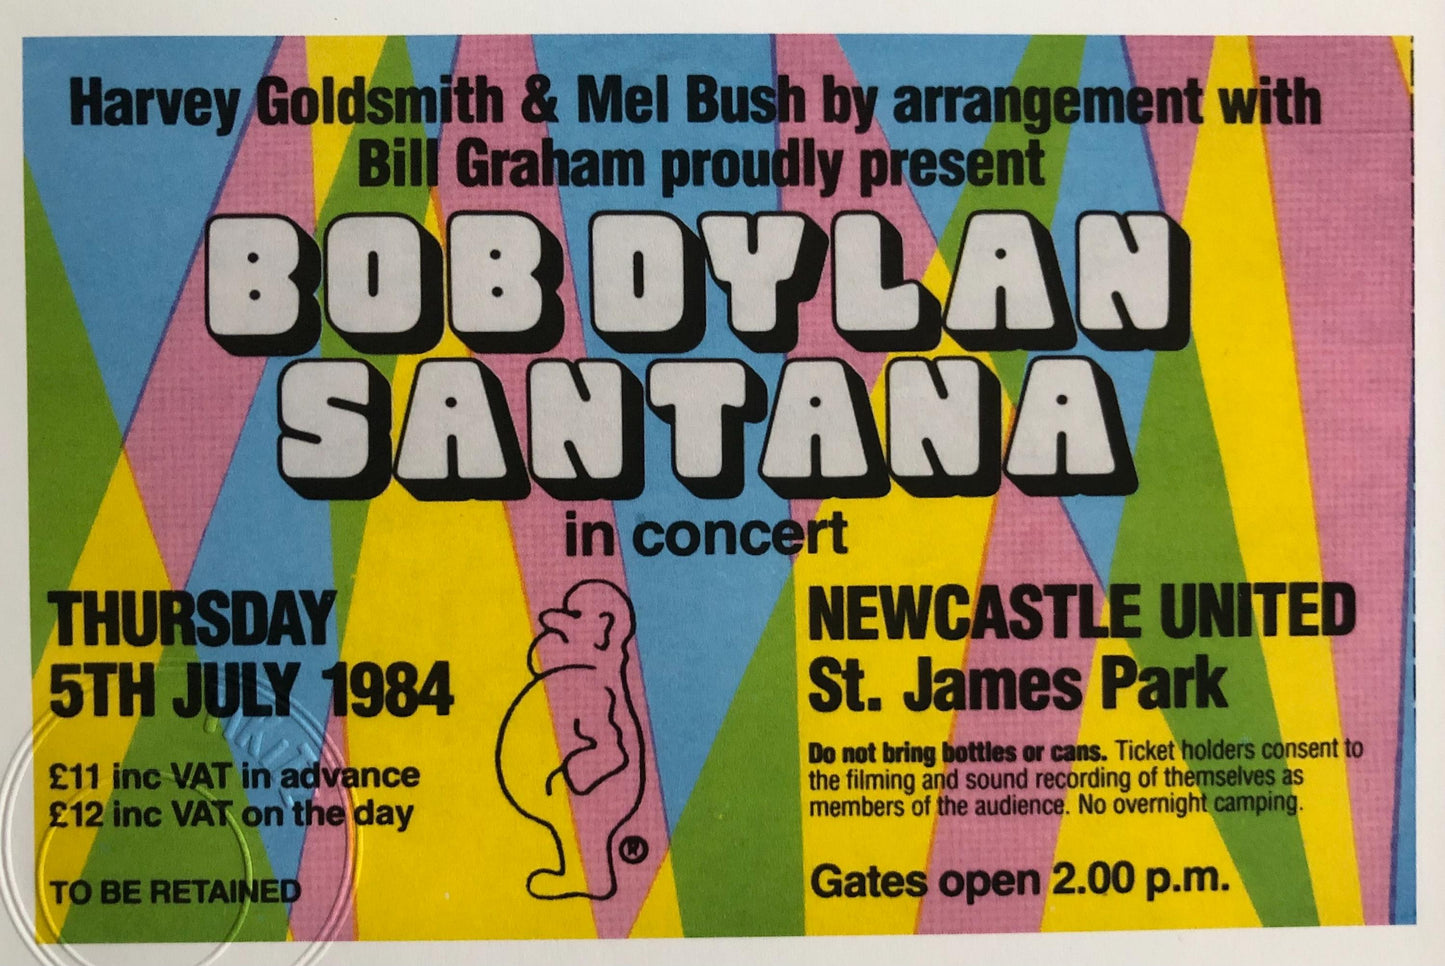 Harvey Goldsmith & Mel Bush by arrangement with
Bill Graham proudly present
BOB DYLAN
SANTANA
in concert
THURSDAY
5TH JULY 1984
£11 inc VAT in advance
£12 inc VAT on the day
TO BE RETAINED
®
NEWCASTLE UNITED
St. James Park
Do not bring bottles or cans. Ticket holders consent to
the filming and sound recording of themselves as
members of the audience. No overnight camping.
Gates open 2.00 p.m.